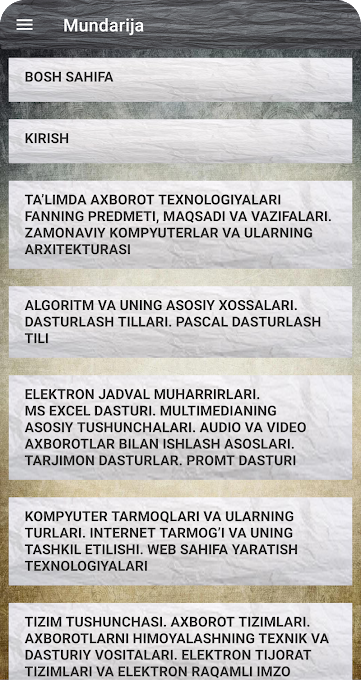 Mundarija
BOSH SAHIFA
KIRISH
TA'LIMDA AXBOROT TEXNOLOGIYALARI
FANNING PREDMETI, MAQSADI VA VAZIFALARI.
ZAMONAVIY KOMPYUTERLAR VA ULARNING
ARXITEKTURASI
ALGORITM VA UNING ASOSIY XOSSALARI.
DASTURLASH TILLARI. PASCAL DASTURLASH
TILI
ELEKTRON JADVAL MUHARRIRLARI.
MS EXCEL DASTURI. MULTIMEDIANING
ASOSIY TUSHUNCHALARI. AUDIO VA VIDEO
AXBOROTLAR BILAN ISHLASH ASOSLARI.
TARJIMON DASTURLAR. PROMT DASTURI
KOMPYUTER TARMOQLARI VA ULARNING
TURLARI. INTERNET TARMOG'I VA UNING
TASHKIL ETILISHI. WEB SAHIFA YARATISH
TEXNOLOGIYALARI
TIZIM TUSHUNCHASI. AXBOROT TIZIMLARI.
AXBOROTLARNI HIMOYALASHNING TEXNIK VA
DASTURIY VOSITALARI. ELEKTRON TIJORAT
TIZIMLARI VA ELEKTRON RAQAMLI IMZO